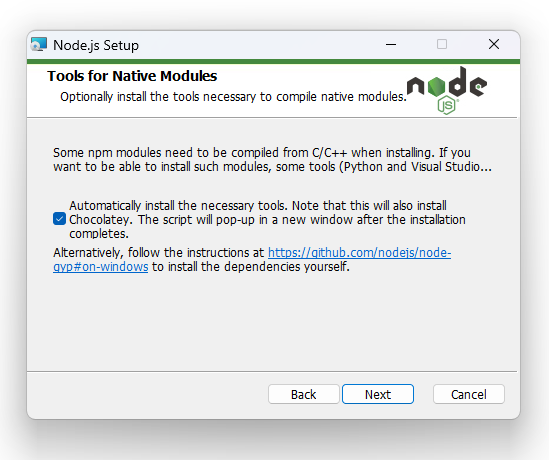 Node.js Setup
Tools for Native Modules
Optionally install the tools necessary to compile native modules.
node
JS
Some npm modules need to be compiled from C/C++ when installing. If you
want to be able to install such modules, some tools (Python and Visual Studio...
Automatically install the necessary tools. Note that this will also install
Chocolatey. The script will pop-up in a new window after the installation
completes.
Alternatively, follow the instructions at https://github.com/nodejs/node-
gyp#on-windows to install the dependencies yourself.
Back
Next
Cancel